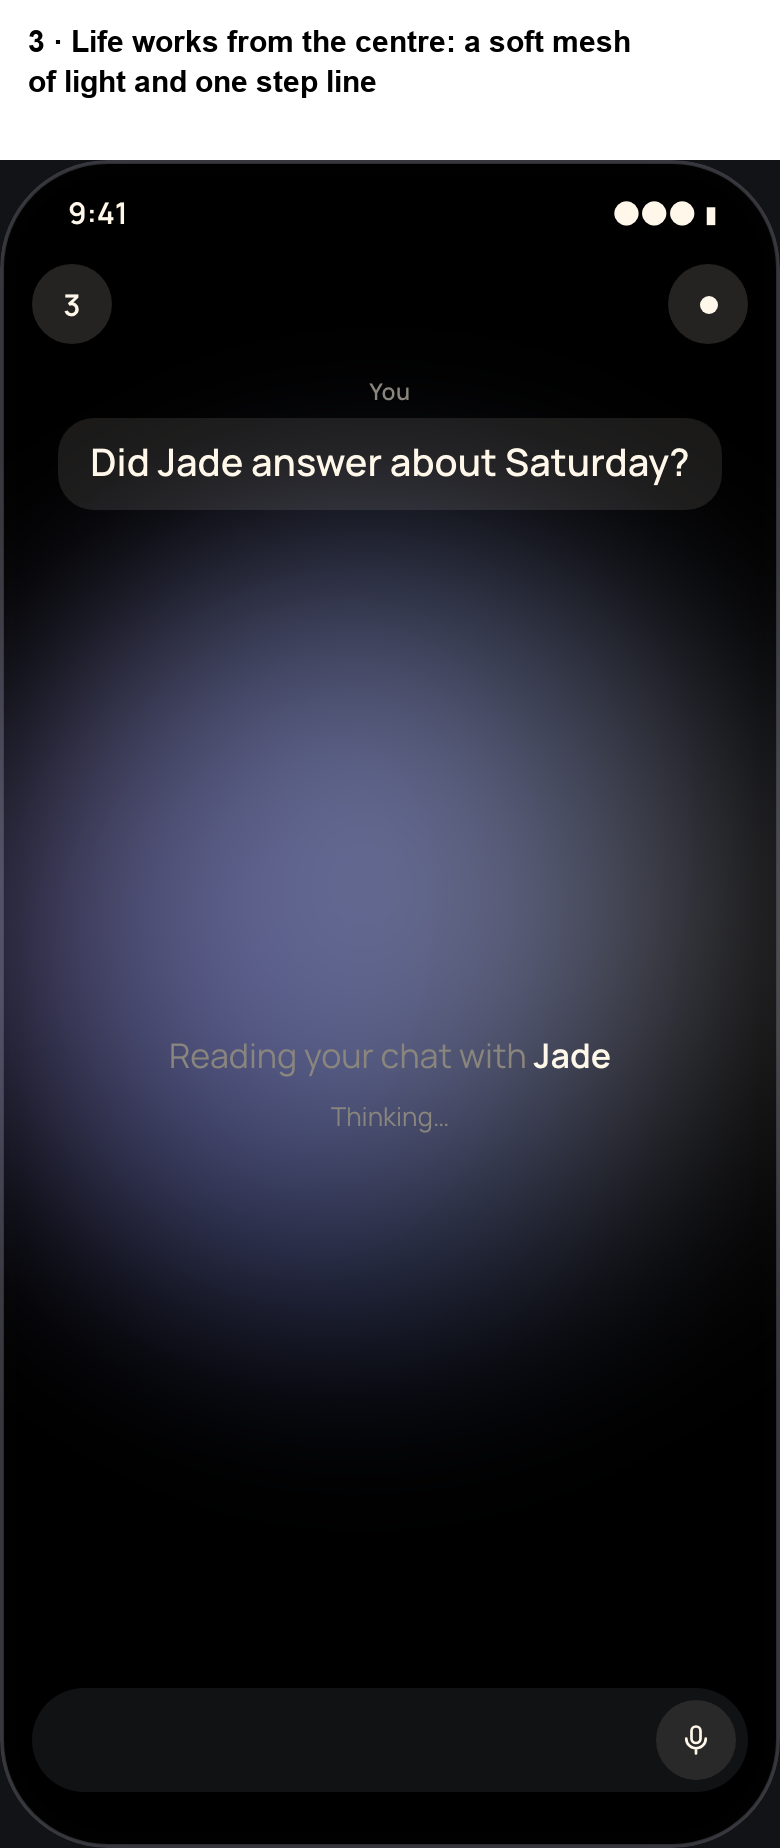 3 · Life works from the centre: a soft mesh
of light and one step line
9:41
3
You
Did Jade answer about Saturday?
Reading your chat with Jade
Thinking…